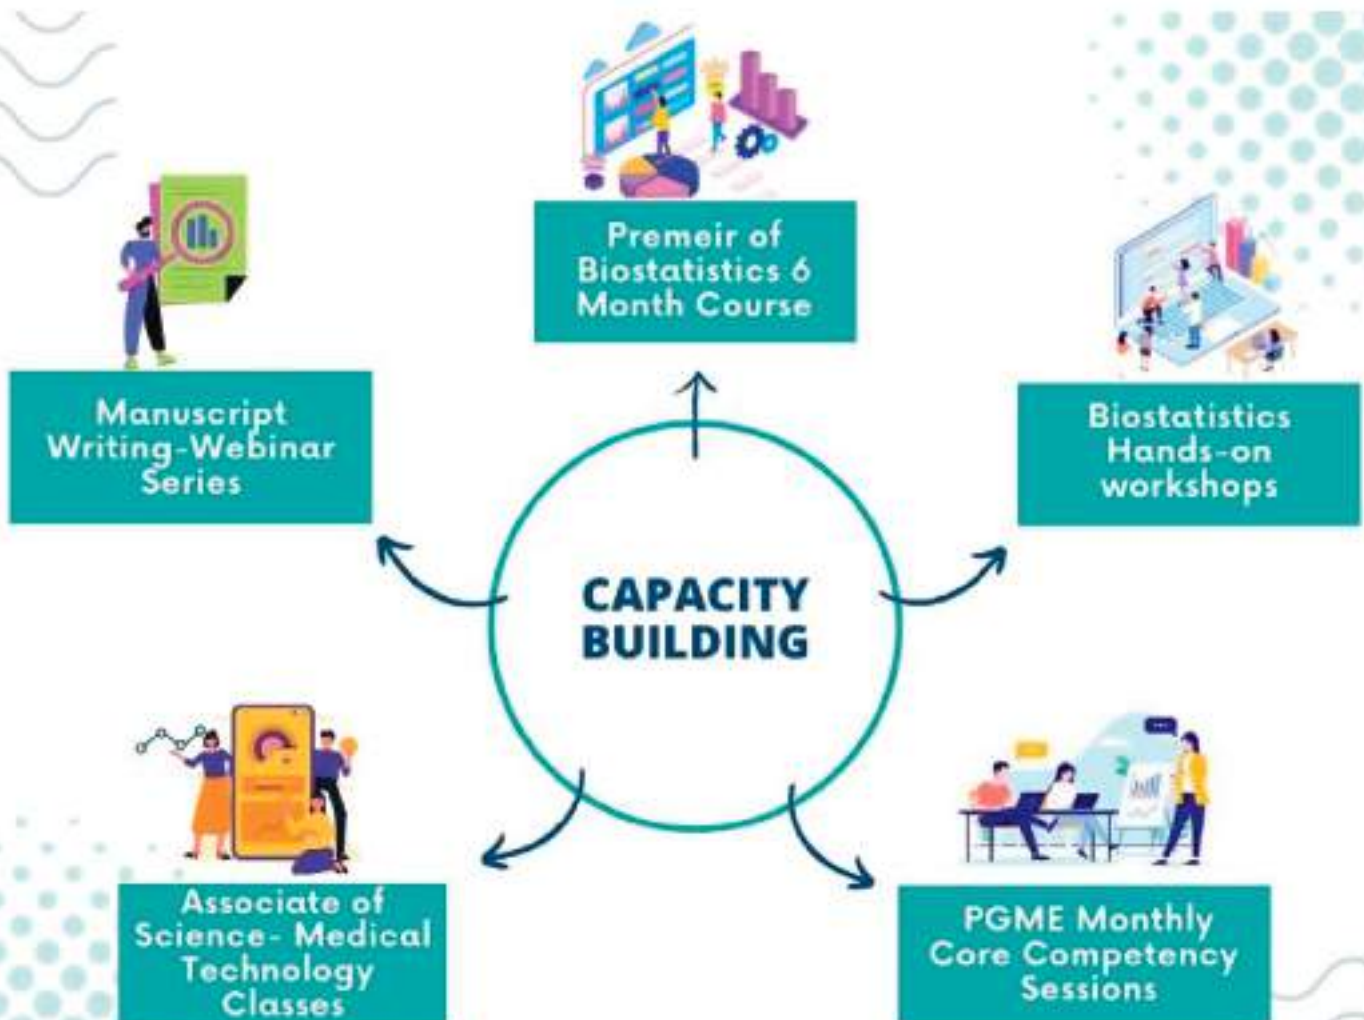 Premeir of
Biostatistics 6
Month Course
Manuscript
Writing-Webinar
Series
Biostatistics
Hands-on
workshops
CAPACITY
BUILDING
Associate of
Science- Medical
Technology
Classes
PGME Monthly
Core Competency
Sessions